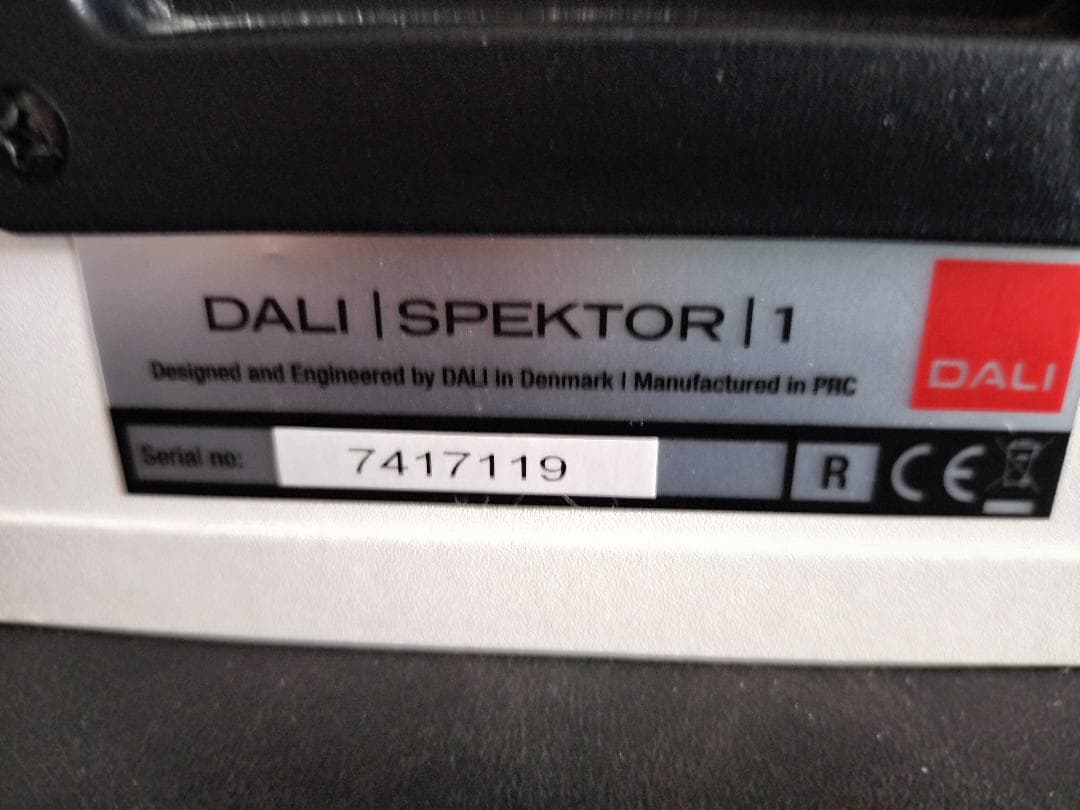 DALI | SPEKTOR | 1
Designed and Engineered by DALI in Denmark | Manufactured in PRC
DALI
Serial no: 7417119 R CE